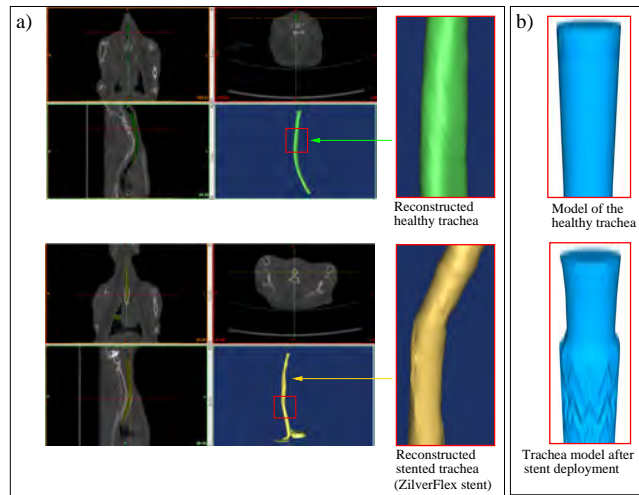 a)
b)
Reconstructed
healthy trachea
Model of the
healthy trachea
Reconstructed
stented trachea
(ZilverFlex stent)
Trachea model after
stent deployment